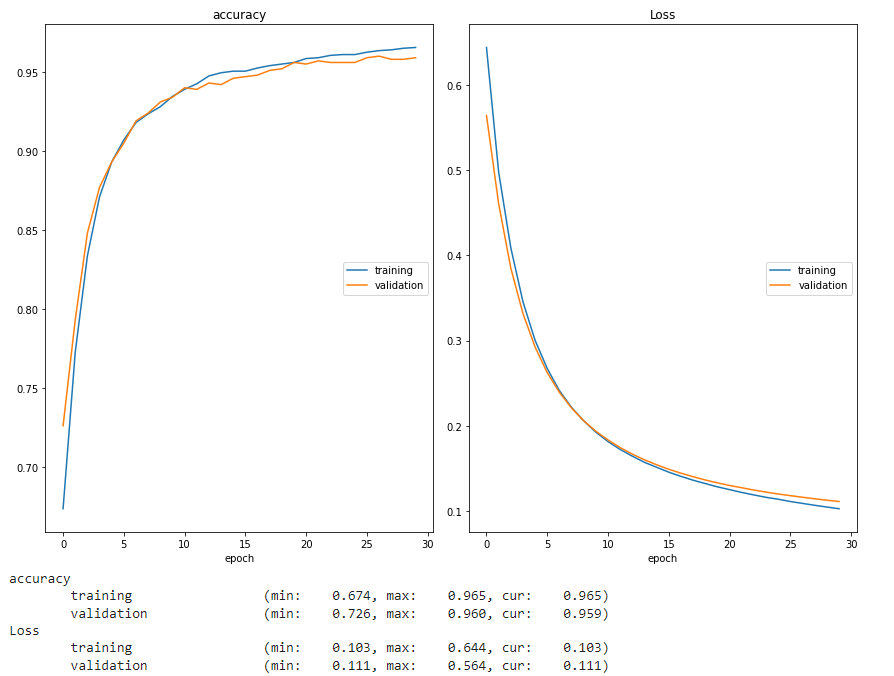 accuracy
0.95
0.90
0.85
0.80
0.75
0.70
training
validation
0 5 10 15 20 25 30
epoch
Loss
0.6
0.5
0.4
0.3
0.2
0.1
training
validation
0 5 10 15 20 25 30
epoch
accuracy
training (min: 0.674, max: 0.965, cur: 0.965)
validation (min: 0.726, max: 0.960, cur: 0.959)
Loss
training (min: 0.103, max: 0.644, cur: 0.103)
validation (min: 0.111, max: 0.564, cur: 0.111)